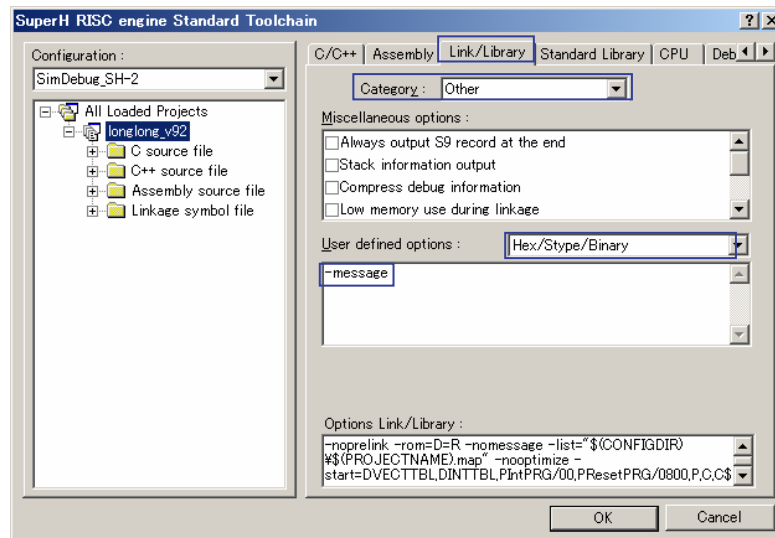 SuperH RISC engine Standard Toolchain
Configuration :
SimDebug_SH-2
All Loaded Projects
longlong_v92
C source file
C++ source file
Assembly source file
Linkage symbol file
C/C++ Assembly Link/Library Standard Library CPU Deb
Category : Other
Miscellaneous options :
Always output S9 record at the end
Stack information output
Compress debug information
Low memory use during linkage
User defined options : Hex/Stype/Binary
-message
Options Link/Library :
-noprelink -rom=D=R -nomessage -list="$(CONFIGDIR)
¥$(PROJECTNAME).map" -nooptimize -
start=DVECTTBL,DINTTBL,PIntPRG/00,PResetPRG/0800,P,C,C$
OK Cancel